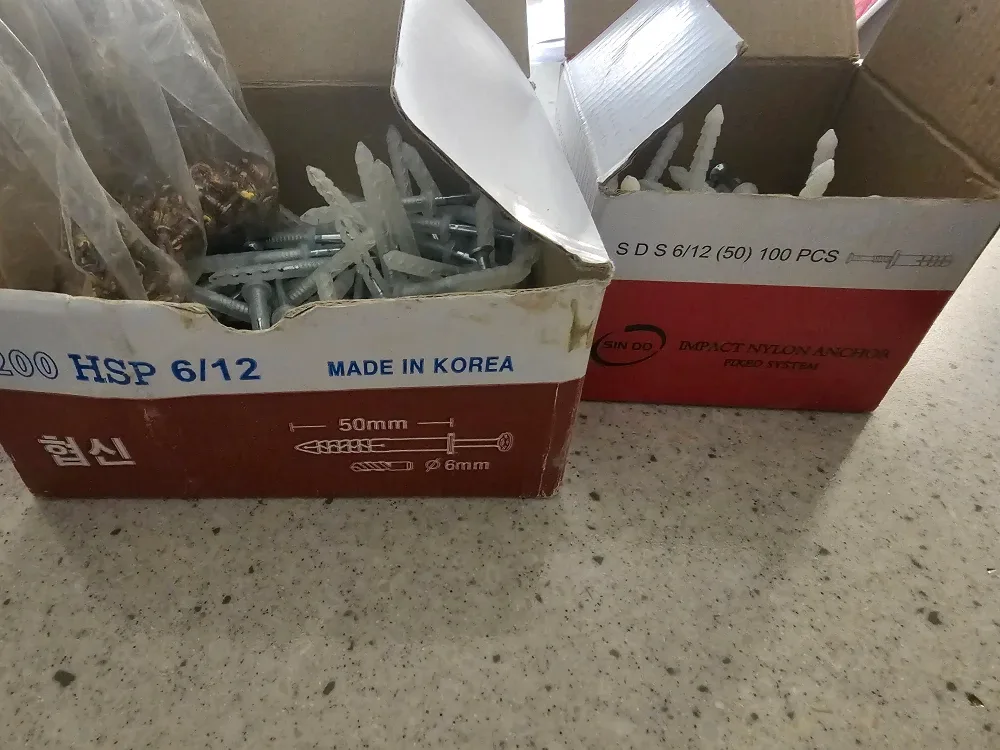 200 HSP 6/12
MADE IN KOREA
협신
50mm
Ø6mm
SDS 6/12 (50) 100 PCS
SIN DO
IMPACT NYLON ANCHOR
FIXED SYSTEM